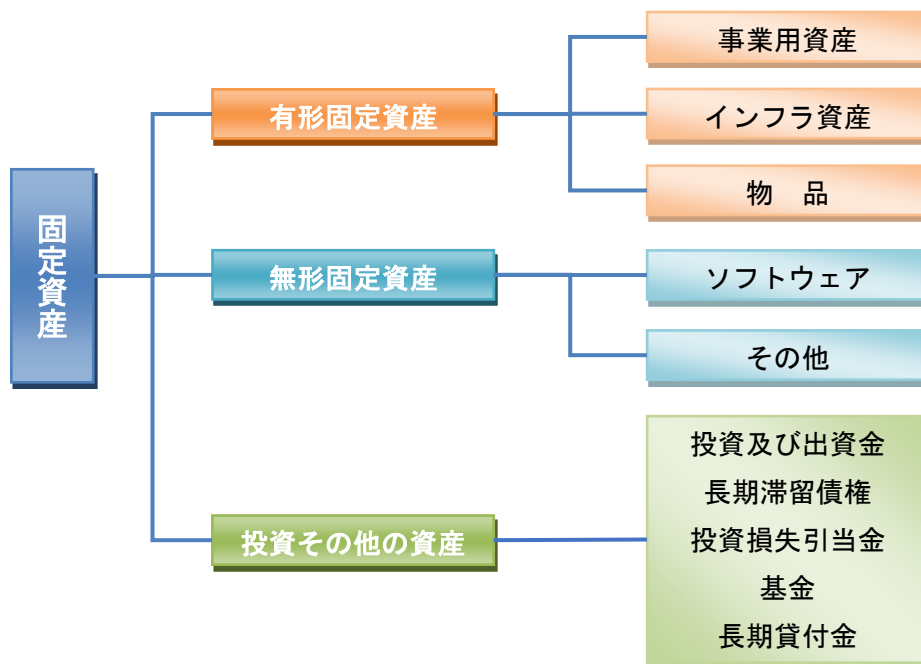 固定資産
有形固定資産
事業用資産
インフラ資産
物　品
無形固定資産
ソフトウェア
その他
投資その他の資産
投資及び出資金
長期滞留債権
投資損失引当金
基金
長期貸付金